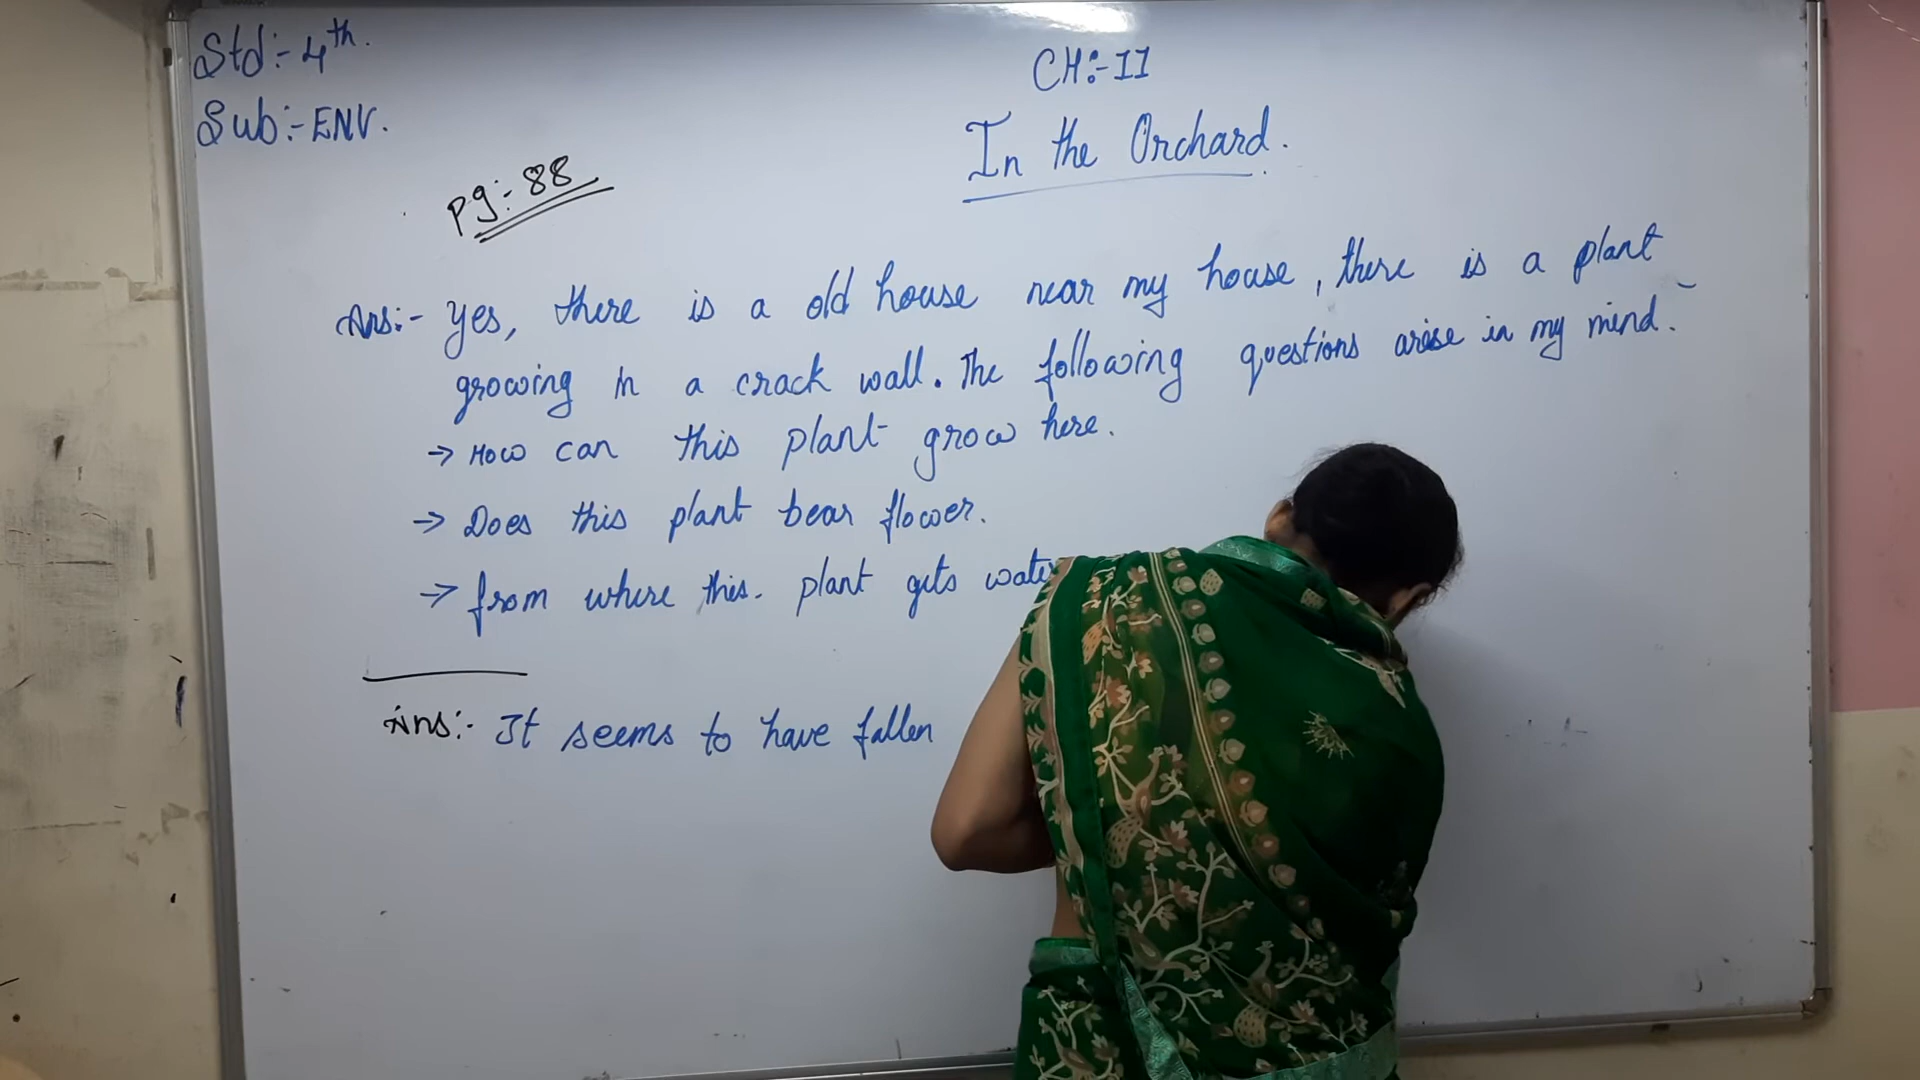 Std:- 4th.
Sub:- ENV.
CH:- 11
In the Orchard.
pg:- 88
Ans:- Yes, there is a old house near my house, there is a plant
growing in a crack wall. The following questions arise in my mind.
→ How can this plant grow here.
→ Does this plant bear flower.
→ from where this. plant gets
Ans:- It seems to have fallen